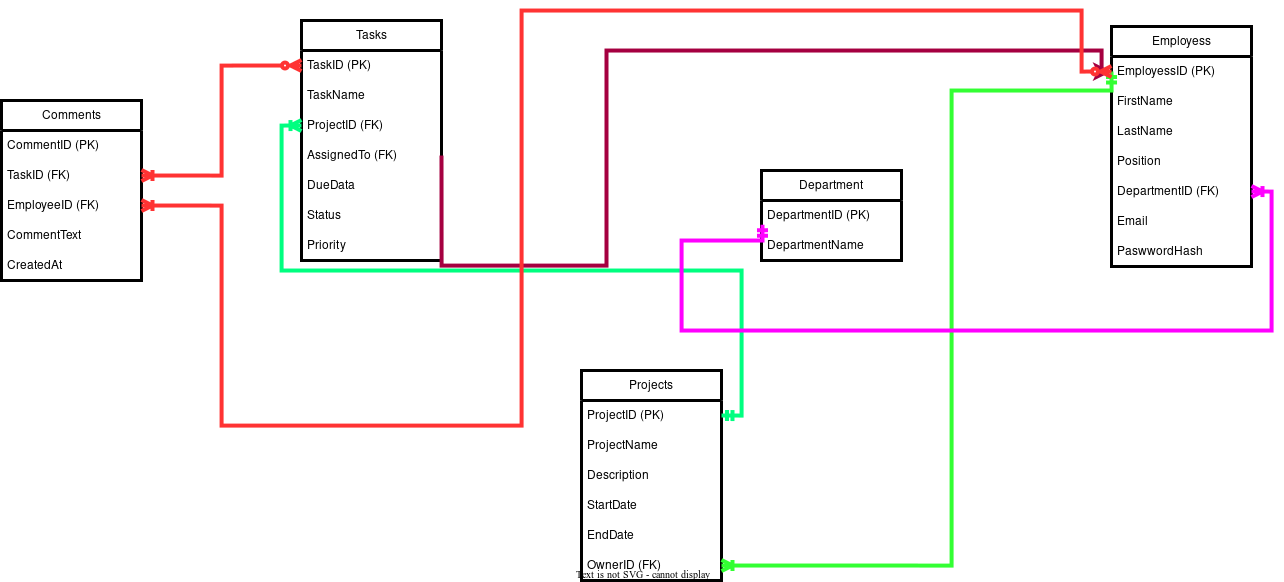 Comments
CommentID (PK)
TaskID (FK)
EmployeeID (FK)
CommentText
CreatedAt
Tasks
TaskID (PK)
TaskName
ProjectID (FK)
AssignedTo (FK)
DueData
Status
Priority
Department
DepartmentID (PK)
DepartmentName
Employess
EmployessID (PK)
FirstName
LastName
Position
DepartmentID (FK)
Email
PaswwordHash
Projects
ProjectID (PK)
ProjectName
Description
StartDate
EndDate
OwnerID (FK)
Text is not SVG - cannot display